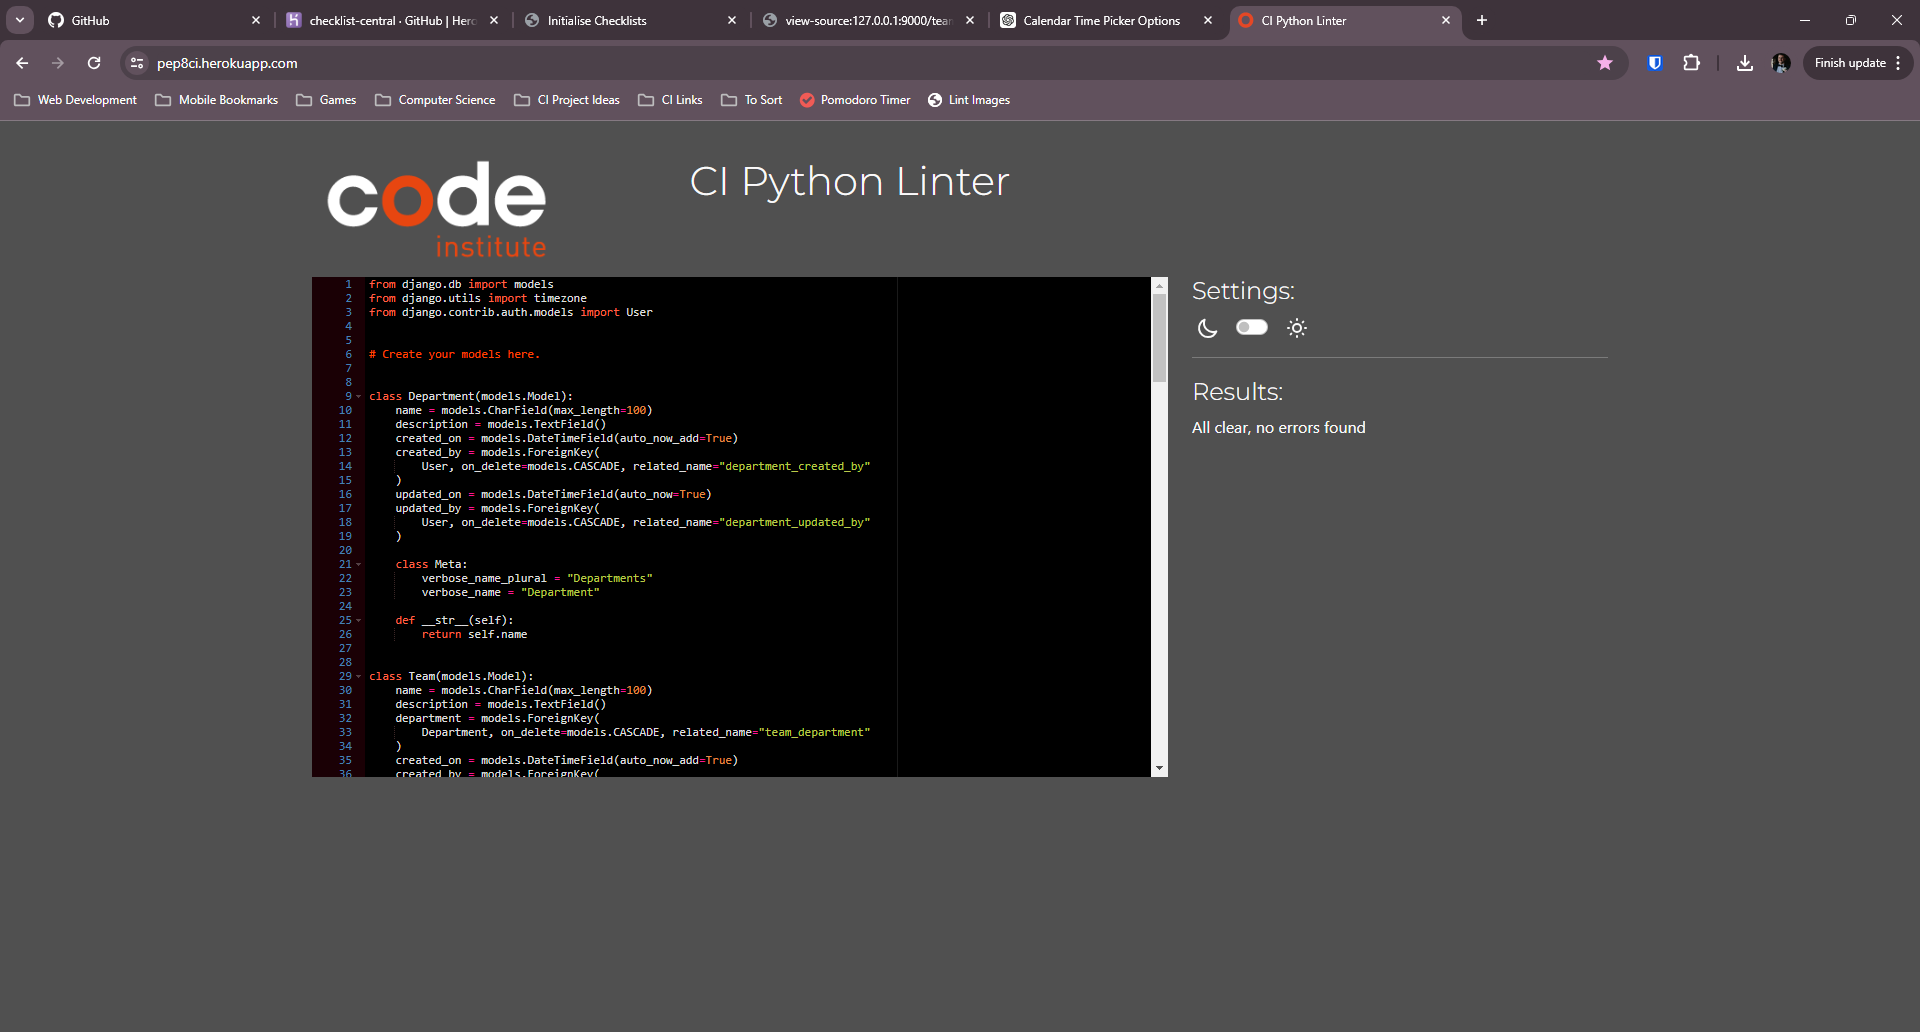 GitHub
checklist-central · GitHub | Hero
Initialise Checklists
view-source:127.0.0.1:9000/tean
Calendar Time Picker Options
CI Python Linter
pep8ci.herokuapp.com
Finish update
Web Development
Mobile Bookmarks
Games
Computer Science
CI Project Ideas
CI Links
To Sort
Pomodoro Timer
Lint Images
code
institute
CI Python Linter
1 from django.db import models
2 from django.utils import timezone
3 from django.contrib.auth.models import User
4
5
6 # Create your models here.
7
8
9 class Department(models.Model):
10 name = models.CharField(max_length=100)
11 description = models.TextField()
12 created_on = models.DateTimeField(auto_now_add=True)
13 created_by = models.ForeignKey(
14 User, on_delete=models.CASCADE, related_name="department_created_by"
15 )
16 updated_on = models.DateTimeField(auto_now=True)
17 updated_by = models.ForeignKey(
18 User, on_delete=models.CASCADE, related_name="department_updated_by"
19 )
20
21 class Meta:
22 verbose_name_plural = "Departments"
23 verbose_name = "Department"
24
25 def __str__(self):
26 return self.name
27
28
29 class Team(models.Model):
30 name = models.CharField(max_length=100)
31 description = models.TextField()
32 department = models.ForeignKey(
33 Department, on_delete=models.CASCADE, related_name="team_department"
34 )
35 created_on = models.DateTimeField(auto_now_add=True)
36 created_by = models.ForeignKey(
Settings:
Results:
All clear, no errors found